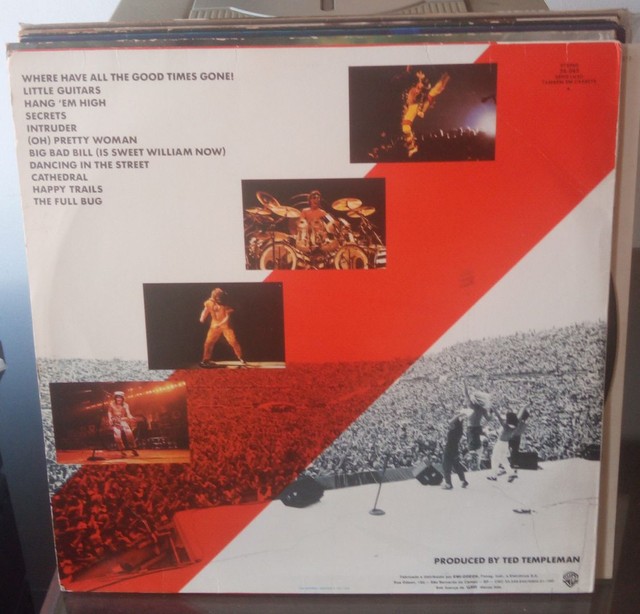 WHERE HAVE ALL THE GOOD TIMES GONE!
LITTLE GUITARS
HANG 'EM HIGH
SECRETS
INTRUDER
(OH) PRETTY WOMAN
BIG BAD BILL (IS SWEET WILLIAM NOW)
DANCING IN THE STREET
CATHEDRAL
HAPPY TRAILS
THE FULL BUG
STEREO
PRODUCED BY TED TEMPLEMAN